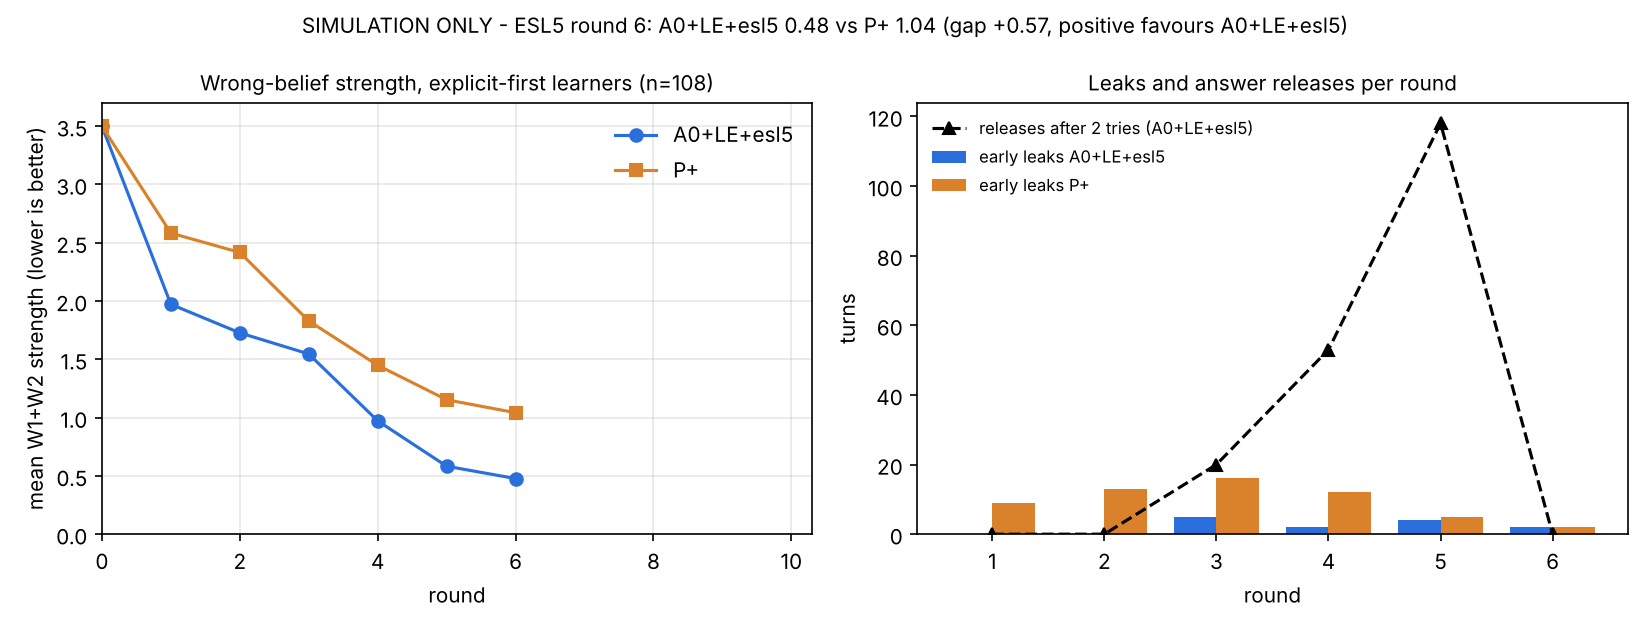 SIMULATION ONLY - ESL5 round 6: A0+LE+esl5 0.48 vs P+ 1.04 (gap +0.57, positive favours A0+LE+esl5)
Wrong-belief strength, explicit-first learners (n=108)
mean W1+W2 strength (lower is better)
3.5
3.0
2.5
2.0
1.5
1.0
0.5
0.0
A0+LE+esl5
P+
0 2 4 6 8 10
round
Leaks and answer releases per round
turns
120
100
80
60
40
20
0
releases after 2 tries (A0+LE+esl5)
early leaks A0+LE+esl5
early leaks P+
1 2 3 4 5 6
round